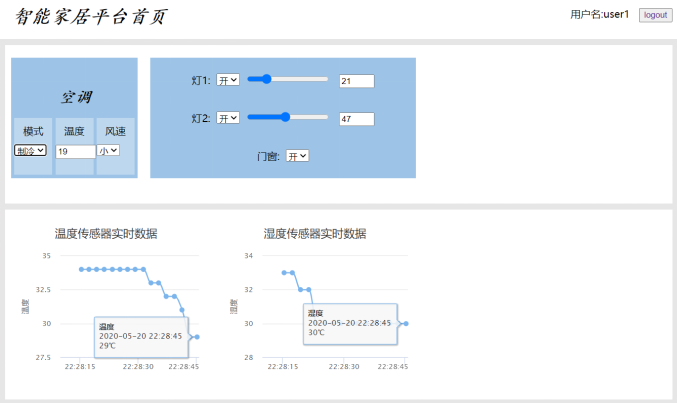 智能家居平台首页
用户名:user1 logout
空调
模式 温度 风速
制冷 19 小
灯1: 开 21
灯2: 开 47
门窗: 开
温度传感器实时数据
35
32.5
30
27.5
温度
温度
2020-05-20 22:28:45
29℃
22:28:15 22:28:30 22:28:45
湿度传感器实时数据
34
32
30
28
湿度
湿度
2020-05-20 22:28:45
30℃
22:28:15 22:28:30 22:28:45